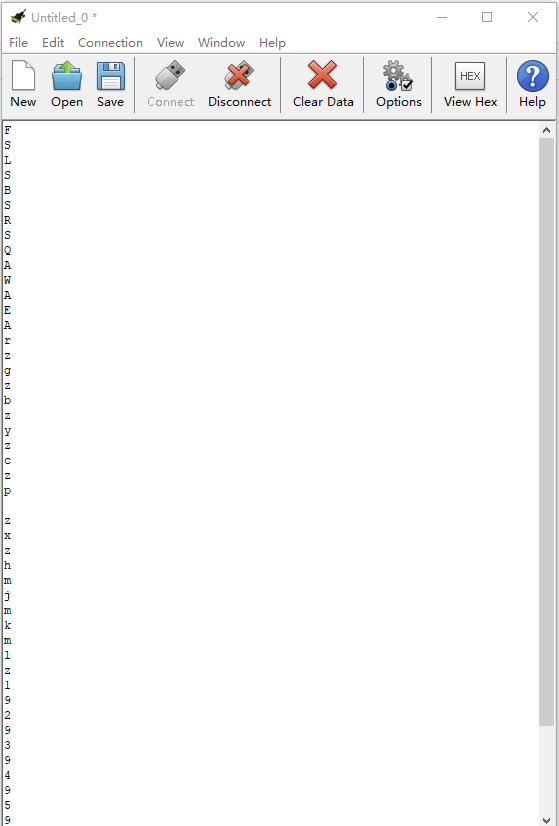 Untitled_0 *
File Edit Connection View Window Help
HEX
New Open Save Connect Disconnect Clear Data Options View Hex Help
F
S
L
S
B
S
R
S
Q
A
W
A
E
A
r
z
g
z
b
z
y
z
c
z
p
z
x
z
h
m
j
m
k
m
l
z
1
9
2
9
3
9
4
9
5
9